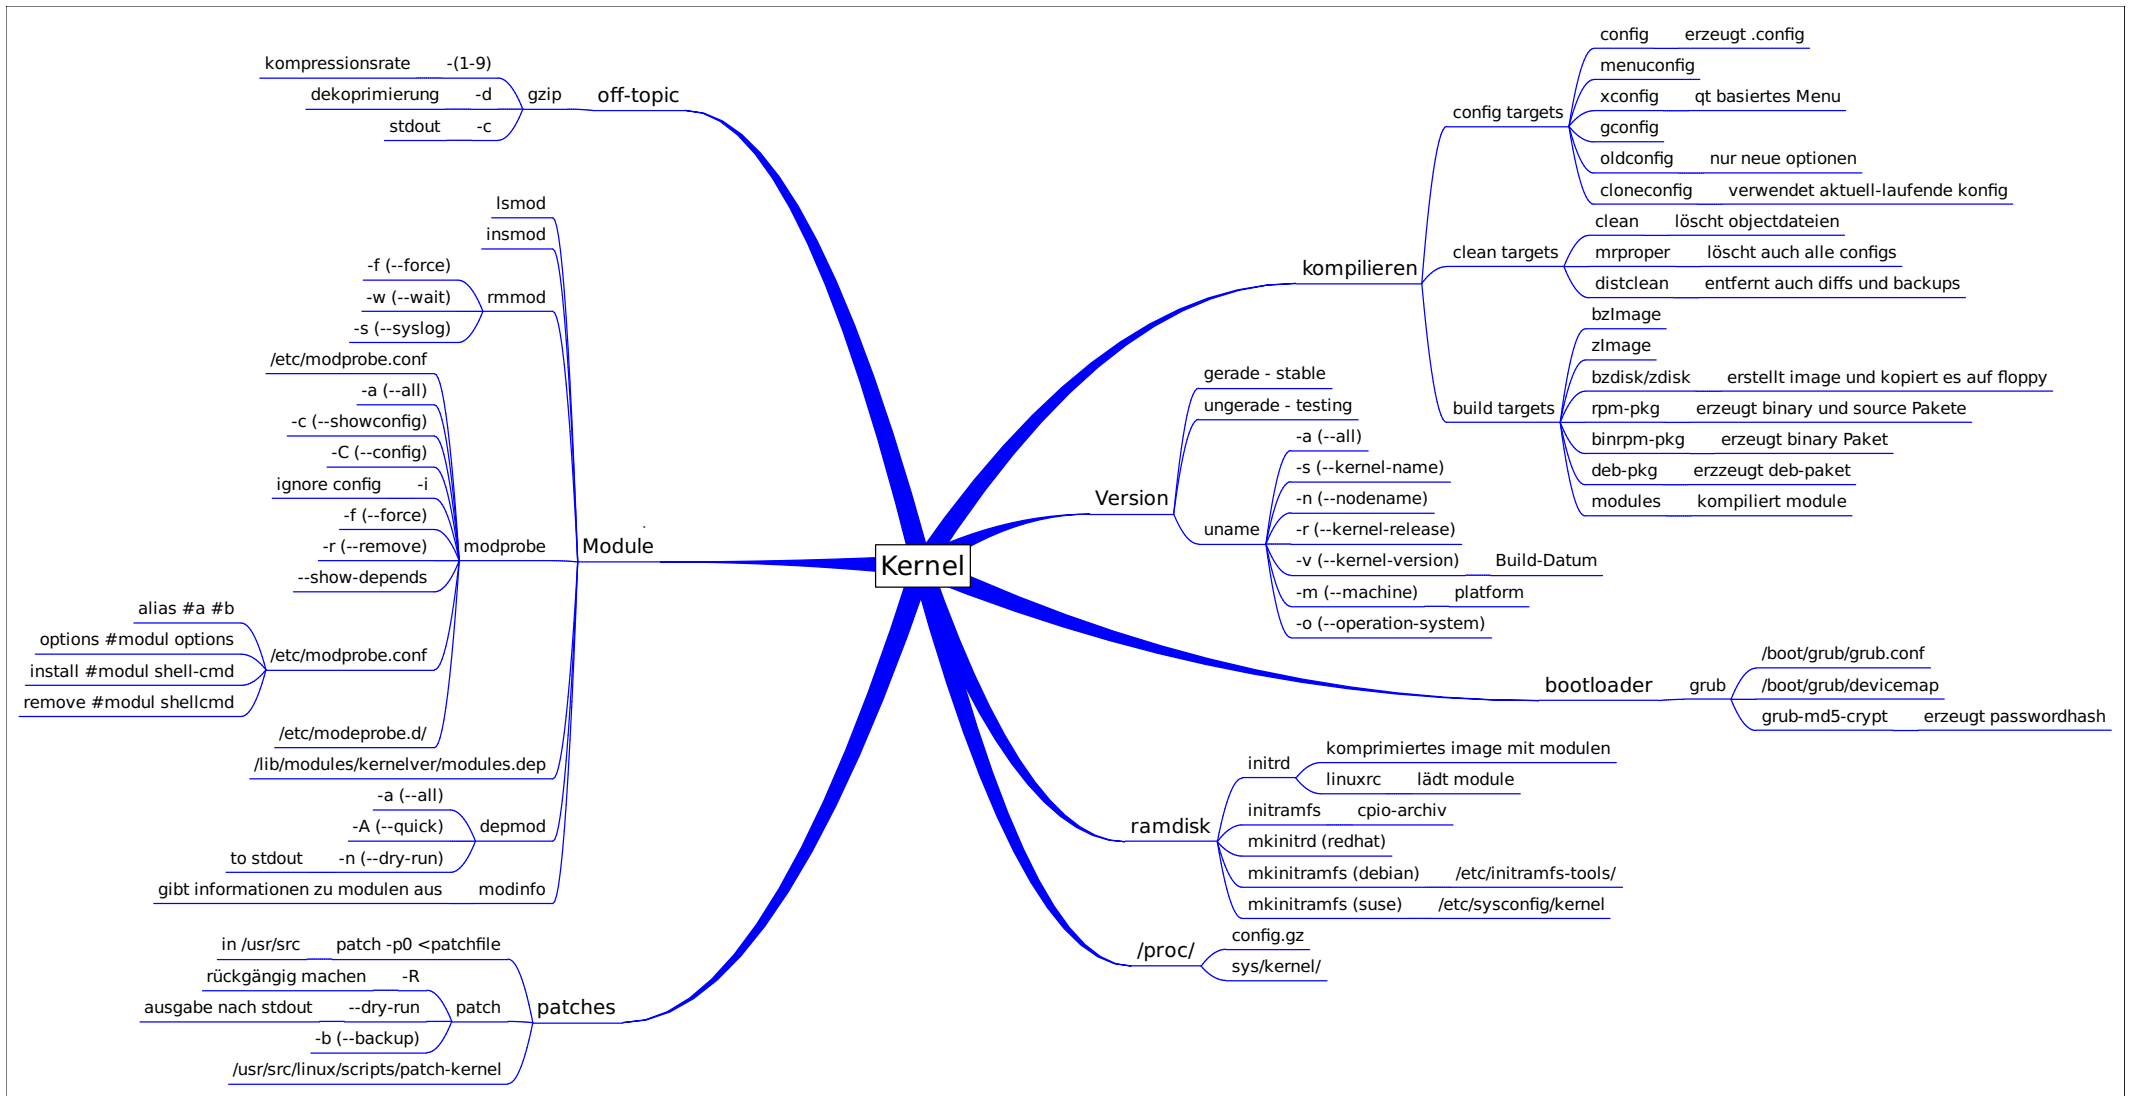 Kernel
off-topic
gzip
kompressionsrate -(1-9)
dekoprimierung -d
stdout -c
Module
lsmod
insmod
rmmod
-f (--force)
-w (--wait)
-s (--syslog)
modprobe
/etc/modprobe.conf
-a (--all)
-c (--showconfig)
-C (--config)
ignore config -i
-f (--force)
-r (--remove)
--show-depends
/etc/modprobe.conf
alias #a #b
options #modul options
install #modul shell-cmd
remove #modul shellcmd
/etc/modeprobe.d/
/lib/modules/kernelver/modules.dep
depmod
-a (--all)
-A (--quick)
to stdout -n (--dry-run)
gibt informationen zu modulen aus modinfo
patches
in /usr/src patch -p0 <patchfile
patch
rückgängig machen -R
ausgabe nach stdout --dry-run
-b (--backup)
/usr/src/linux/scripts/patch-kernel
kompilieren
config targets
config erzeugt .config
menuconfig
xconfig qt basiertes Menu
gconfig
oldconfig nur neue optionen
cloneconfig verwendet aktuell-laufende konfig
clean targets
clean löscht objectdateien
mrproper löscht auch alle configs
distclean entfernt auch diffs und backups
build targets
bzImage
zImage
bzdisk/zdisk erstellt image und kopiert es auf floppy
rpm-pkg erzeugt binary und source Pakete
binrpm-pkg erzeugt binary Paket
deb-pkg erzzeugt deb-paket
modules kompiliert module
Version
gerade - stable
ungerade - testing
uname
-a (--all)
-s (--kernel-name)
-n (--nodename)
-r (--kernel-release)
-v (--kernel-version) Build-Datum
-m (--machine) platform
-o (--operation-system)
bootloader
grub
/boot/grub/grub.conf
/boot/grub/devicemap
grub-md5-crypt erzeugt passwordhash
ramdisk
initrd
komprimiertes image mit modulen
linuxrc lädt module
initramfs cpio-archiv
mkinitrd (redhat)
mkinitramfs (debian) /etc/initramfs-tools/
mkinitramfs (suse) /etc/sysconfig/kernel
/proc/
config.gz
sys/kernel/